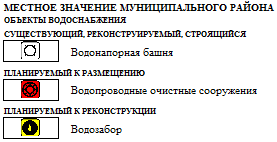 МЕСТНОЕ ЗНАЧЕНИЕ МУНИЦИПАЛЬНОГО РАЙОНА
ОБЪЕКТЫ ВОДОСНАБЖЕНИЯ
СУЩЕСТВУЮЩИЙ, РЕКОНСТРУИРУЕМЫЙ, СТРОЯЩИЙСЯ
Водонапорная башня
ПЛАНИРУЕМЫЙ К РАЗМЕЩЕНИЮ
Водопроводные очистные сооружения
ПЛАНИРУЕМЫЙ К РЕКОНСТРУКЦИИ
Водозабор